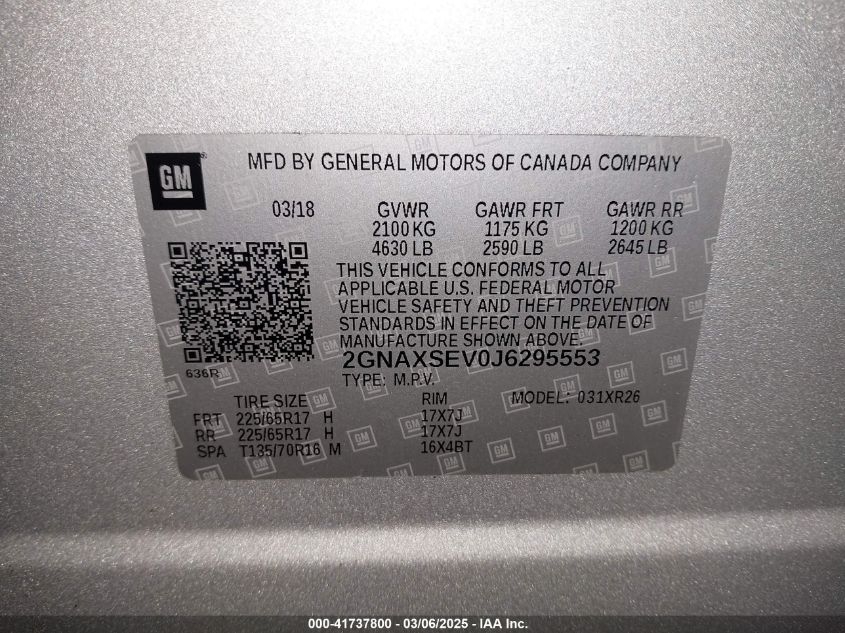 GM ®
MFD BY GENERAL MOTORS OF CANADA COMPANY
03/18 GVWR GAWR FRT GAWR RR
2100 KG 1175 KG 1200 KG
4630 LB 2590 LB 2645 LB
THIS VEHICLE CONFORMS TO ALL
APPLICABLE U.S. FEDERAL MOTOR
VEHICLE SAFETY AND THEFT PREVENTION
STANDARDS IN EFFECT ON THE DATE OF
MANUFACTURE SHOWN ABOVE.
2GNAXSEV0J6295553
636R
TYPE: M.P.V. MODEL: 031XR26
TIRE SIZE RIM
FRT 225/65R17 H 17X7J
RR 225/65R17 H 17X7J
SPA T135/70R16 M 16X4BT
000-41737800 - 03/06/2025 - IAA Inc.